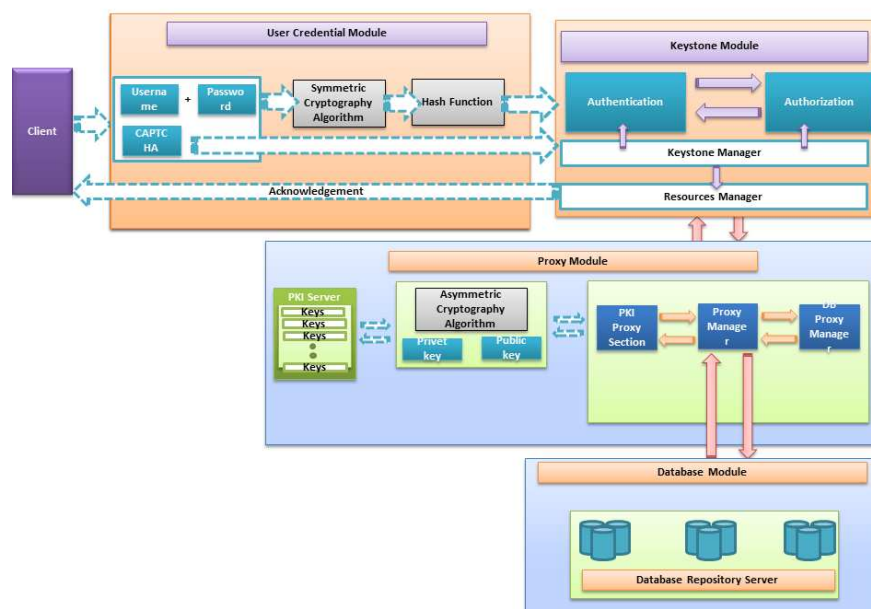 User Credential Module
Keystone Module
Client
Userna
me
+
Passwo
rd
Symmetric
Cryptography
Algorithm
Hash Function
Authentication
Authorization
CAPTC
HA
Keystone Manager
Acknowledgement
Resources Manager
Proxy Module
PKI Server
Keys
Keys
Keys
Keys
Asymmetric
Cryptography
Algorithm
Privet
key
Public
key
PKI
Proxy
Section
Proxy
Manage
r
DB
Proxy
Manage
r
Database Module
Database Repository Server